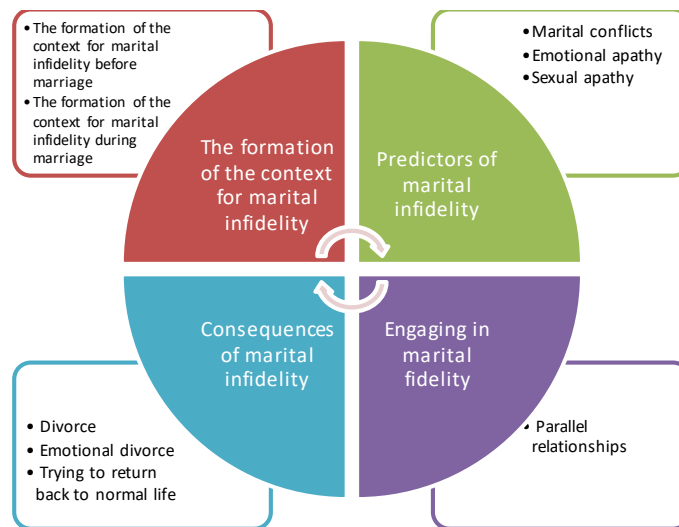 • The formation of the
context for marital
infidelity before
marriage
• The formation of the
context for marital
infidelity during
marriage
• Marital conflicts
• Emotional apathy
• Sexual apathy
The formation
of the context
for marital
infidelity
Predictors of
marital
infidelity
Consequences
of marital
infidelity
Engaging in
marital
fidelity
• Divorce
• Emotional divorce
• Trying to return
back to normal life
• Parallel
relationships